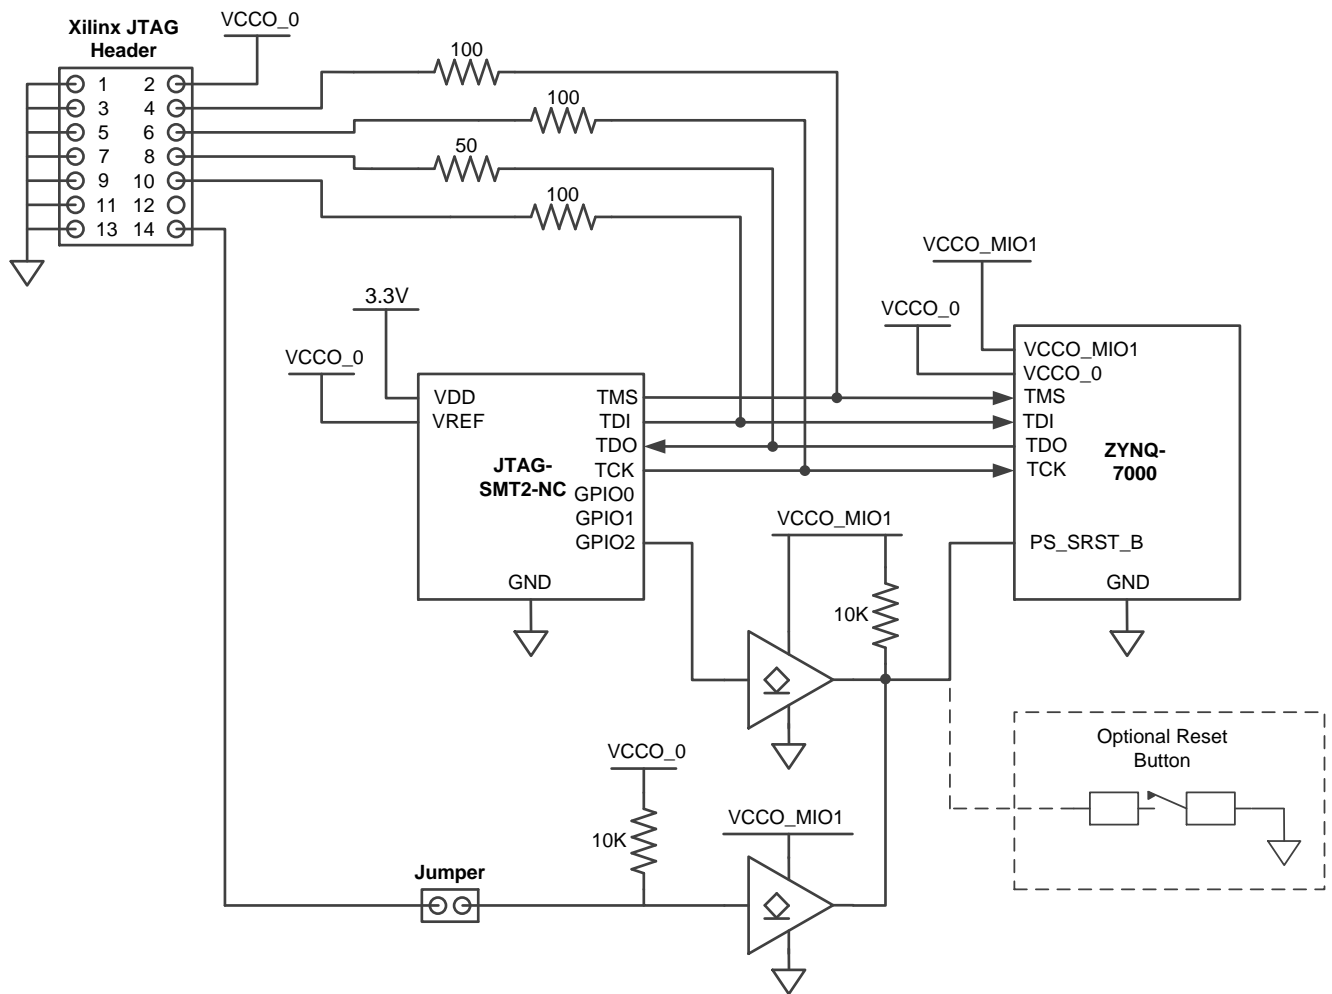 Xilinx JTAG
Header
VCCO_0
1 2
3 4
5 6
7 8
9 10
11 12
13 14
100
100
50
100
VCCO_MIO1
VCCO_0
3.3V
VCCO_0
VDD
VREF
TMS
TDI
TDO
TCK
GPIO0
GPIO1
GPIO2
JTAG-
SMT2-NC
GND
VCCO_MIO1
VCCO_0
TMS
TDI
TDO
TCK
ZYNQ-
7000
PS_SRST_B
GND
VCCO_MIO1
10K
Optional Reset
Button
VCCO_0
10K
VCCO_MIO1
Jumper